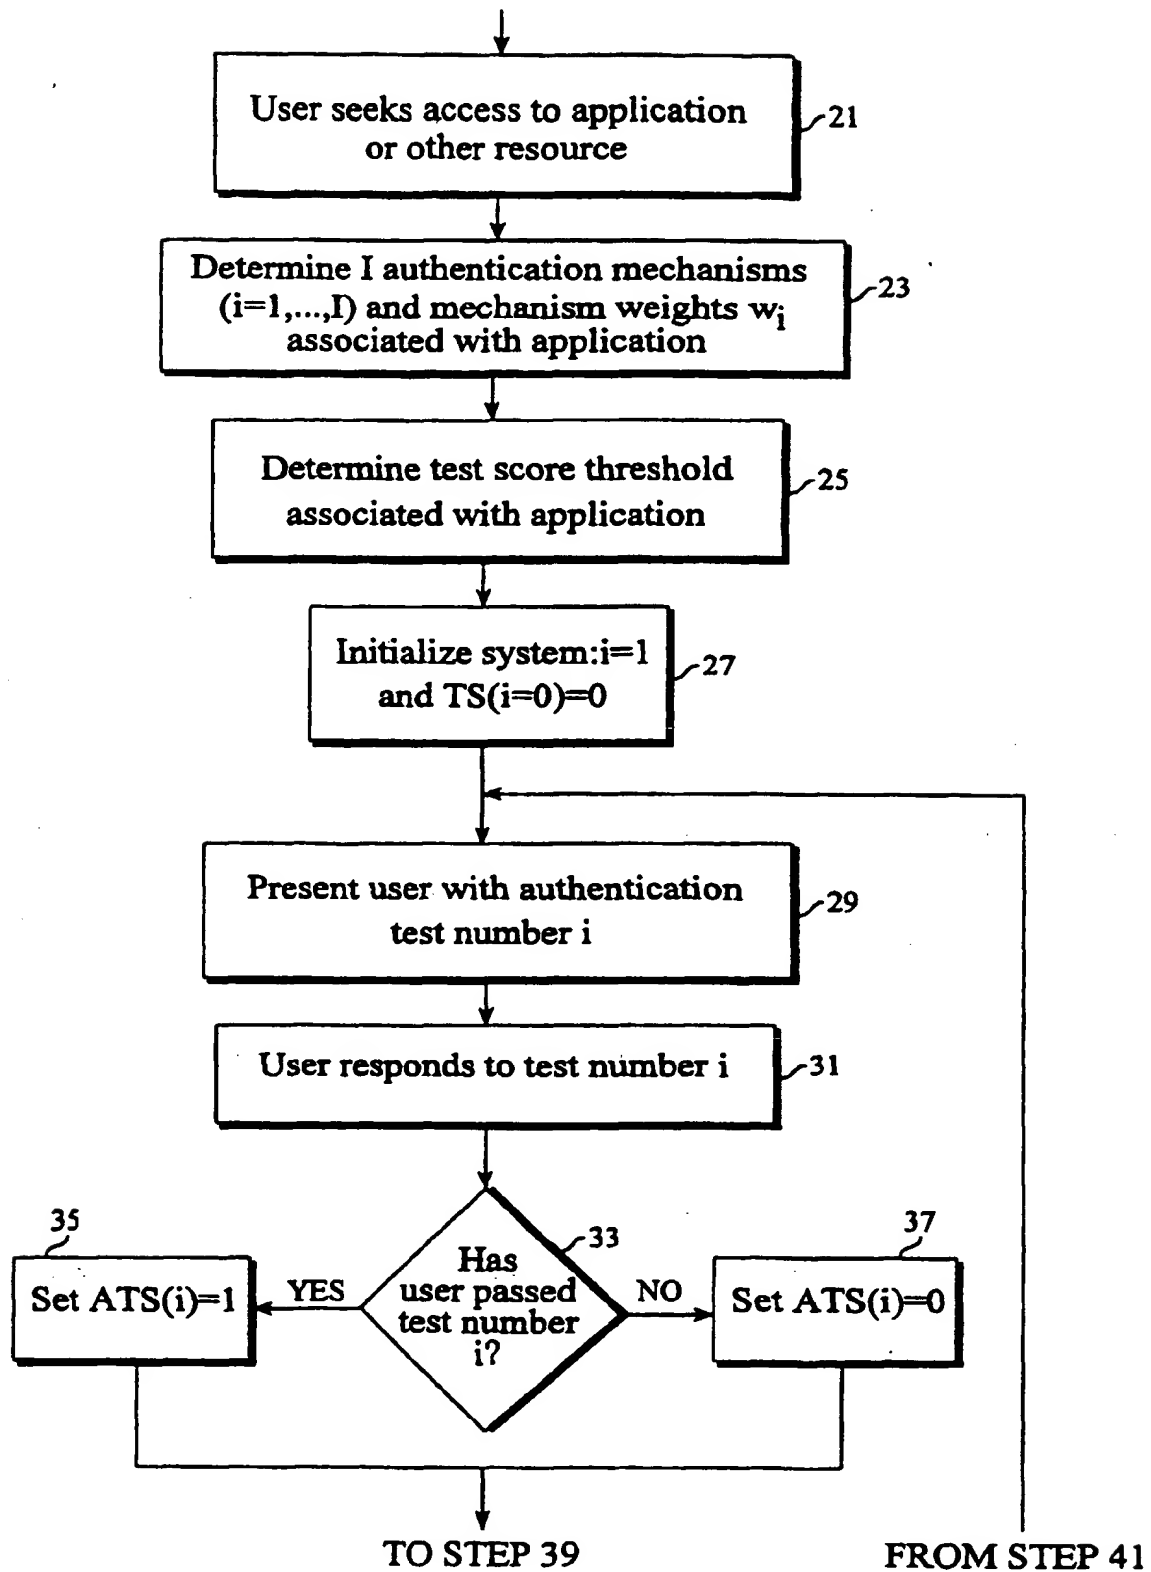 User seeks access to application
or other resource
21
Determine I authentication mechanisms
(i=1,...,I) and mechanism weights wi
associated with application
23
Determine test score threshold
associated with application
25
Initialize system:i=1
and TS(i=0)=0
27
Present user with authentication
test number i
29
User responds to test number i
31
35
Set ATS(i)=1
YES
Has
user passed
test number
i?
33
NO
37
Set ATS(i)=0
TO STEP 39
FROM STEP 41